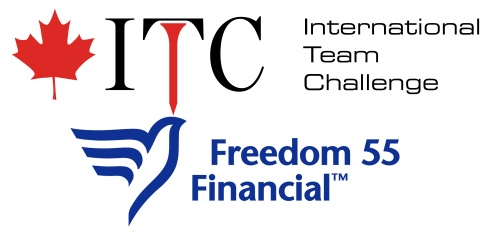 ITC
International
Team
Challenge
Freedom 55
Financial™